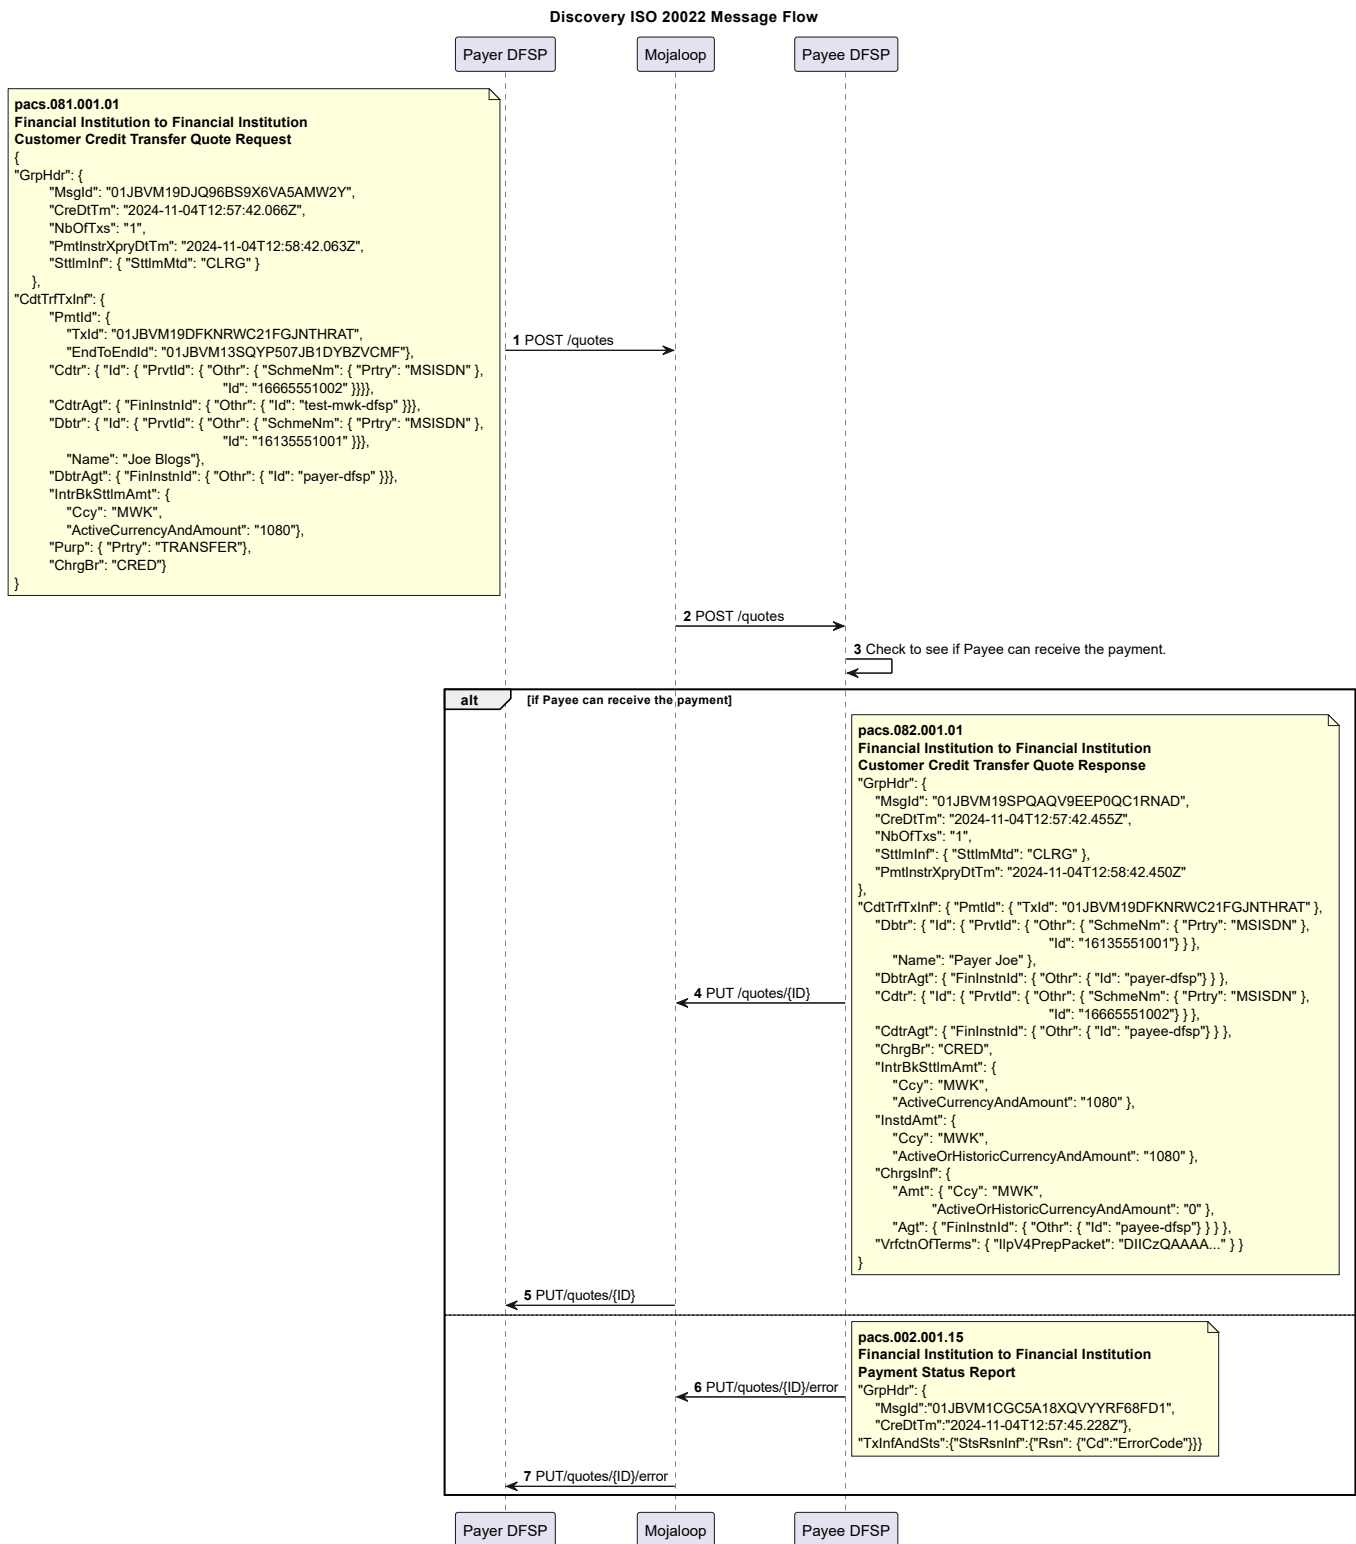 Discovery ISO 20022 Message Flow
Payer DFSP
Mojaloop
Payee DFSP
pacs.081.001.01
Financial Institution to Financial Institution
Customer Credit Transfer Quote Request
{
"GrpHdr": {
"MsgId": "01JBVM19DJQ96BS9X6VA5AMW2Y",
"CreDtTm": "2024-11-04T12:57:42.066Z",
"NbOfTxs": "1",
"PmtInstrXpryDtTm": "2024-11-04T12:58:42.063Z",
"SttlmInf": { "SttlmMtd": "CLRG" }
},
"CdtTrfTxInf": {
"PmtId": {
"TxId": "01JBVM19DFKNRWC21FGJNTHRAT",
"EndToEndId": "01JBVM13SQYP507JB1DYBZVCMF"},
"Cdtr": { "Id": { "PrvtId": { "Othr": { "SchmeNm": { "Prtry": "MSISDN" },
"Id": "16665551002" }}}},
"CdtrAgt": { "FinInstnId": { "Othr": { "Id": "test-mwk-dfsp" }}},
"Dbtr": { "Id": { "PrvtId": { "Othr": { "SchmeNm": { "Prtry": "MSISDN" },
"Id": "16135551001" }}},
"Name": "Joe Blogs"},
"DbtrAgt": { "FinInstnId": { "Othr": { "Id": "payer-dfsp" }}},
"IntrBkSttlmAmt": {
"Ccy": "MWK",
"ActiveCurrencyAndAmount": "1080"},
"Purp": { "Prtry": "TRANSFER"},
"ChrgBr": "CRED"}
}
1 POST /quotes
2 POST /quotes
3 Check to see if Payee can receive the payment.
alt
[if Payee can receive the payment]
pacs.082.001.01
Financial Institution to Financial Institution
Customer Credit Transfer Quote Response
"GrpHdr": {
"MsgId": "01JBVM19SPQAQV9EEP0QC1RNAD",
"CreDtTm": "2024-11-04T12:57:42.455Z",
"NbOfTxs": "1",
"SttlmInf": { "SttlmMtd": "CLRG" },
"PmtInstrXpryDtTm": "2024-11-04T12:58:42.450Z"
},
"CdtTrfTxInf": { "PmtId": { "TxId": "01JBVM19DFKNRWC21FGJNTHRAT" },
"Dbtr": { "Id": { "PrvtId": { "Othr": { "SchmeNm": { "Prtry": "MSISDN" },
"Id": "16135551001"} } },
"Name": "Payer Joe" },
"DbtrAgt": { "FinInstnId": { "Othr": { "Id": "payer-dfsp"} } },
"Cdtr": { "Id": { "PrvtId": { "Othr": { "SchmeNm": { "Prtry": "MSISDN" },
"Id": "16665551002"} } },
"CdtrAgt": { "FinInstnId": { "Othr": { "Id": "payee-dfsp"} } },
"ChrgBr": "CRED",
"IntrBkSttlmAmt": {
"Ccy": "MWK",
"ActiveCurrencyAndAmount": "1080" },
"InstdAmt": {
"Ccy": "MWK",
"ActiveOrHistoricCurrencyAndAmount": "1080" },
"ChrgsInf": {
"Amt": { "Ccy": "MWK",
"ActiveOrHistoricCurrencyAndAmount": "0" },
"Agt": { "FinInstnId": { "Othr": { "Id": "payee-dfsp"} } } },
"VrfctnOfTerms": { "IlpV4PrepPacket": "DIICzQAAAA..." } }
}
4 PUT /quotes/{ID}
5 PUT/quotes/{ID}
pacs.002.001.15
Financial Institution to Financial Institution
Payment Status Report
"GrpHdr": {
"MsgId":"01JBVM1CGC5A18XQVYYRF68FD1",
"CreDtTm":"2024-11-04T12:57:45.228Z"},
"TxInfAndSts":{"StsRsnInf":{"Rsn": {"Cd":"ErrorCode"}}}
6 PUT/quotes/{ID}/error
7 PUT/quotes/{ID}/error
Payer DFSP
Mojaloop
Payee DFSP